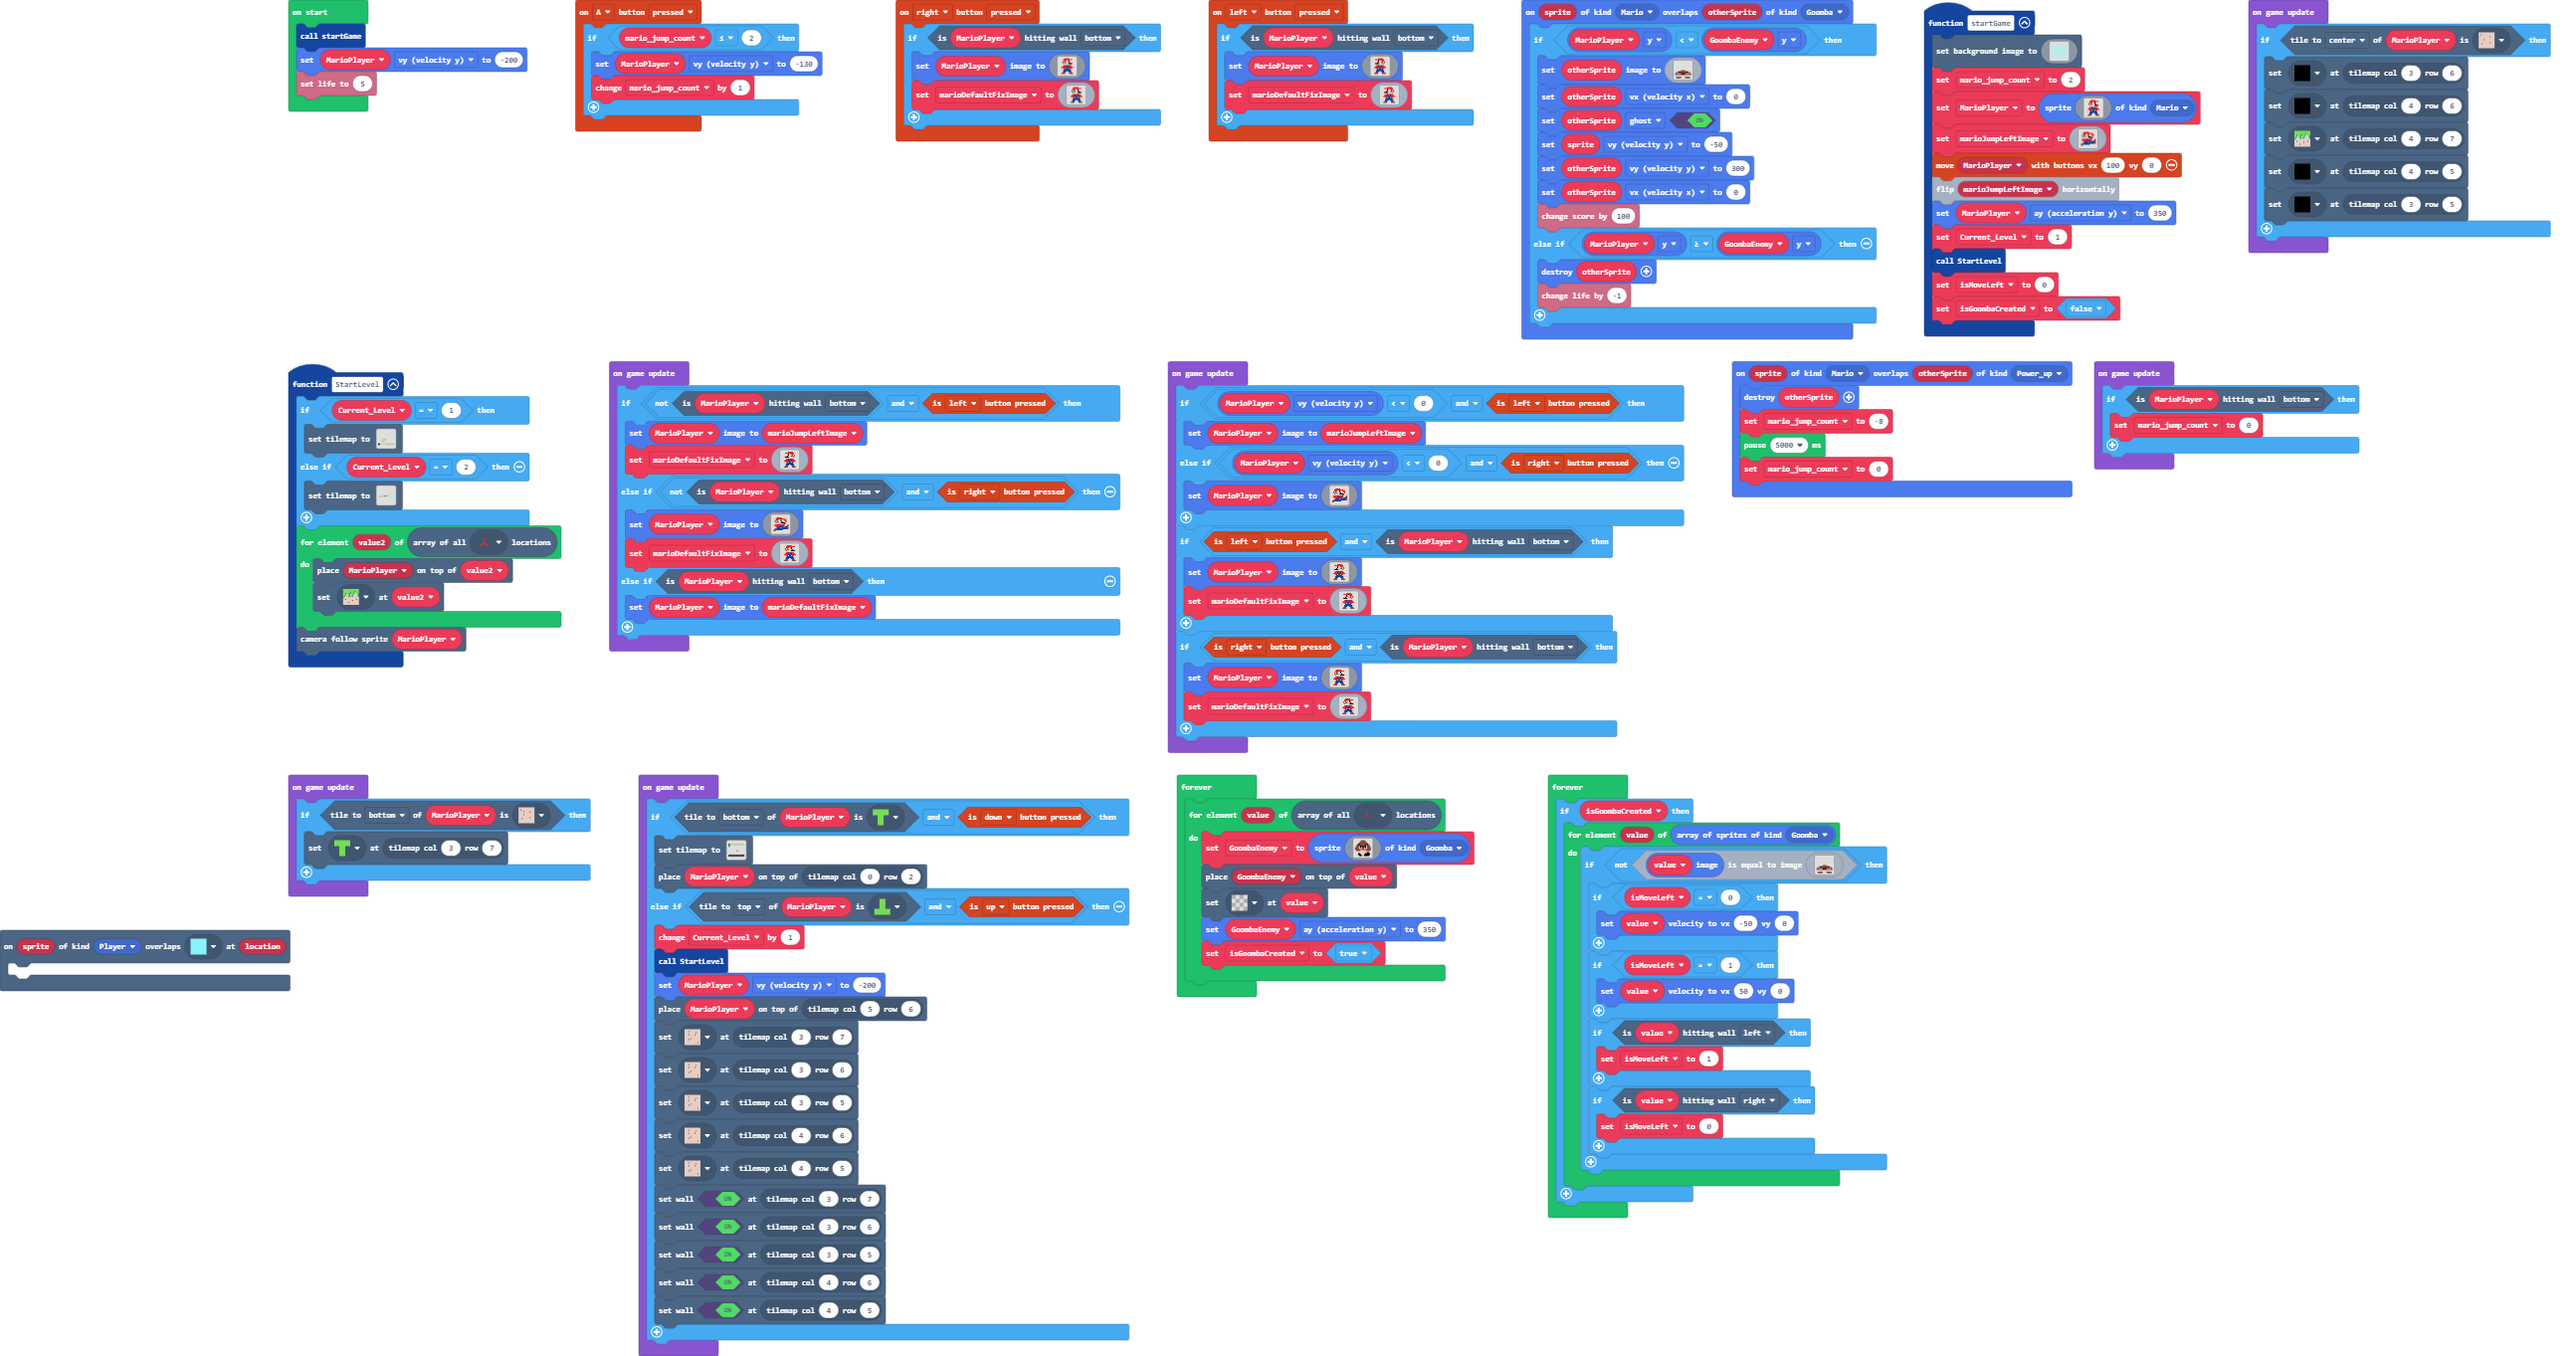 on start
call startGame
set MarioPlayer vy (velocity y) to -200
set life to 5
on A button pressed
if mario_jump_count ≤ 2 then
set MarioPlayer vy (velocity y) to -130
change mario_jump_count by 1
on right button pressed
if is MarioPlayer hitting wall bottom then
set MarioPlayer image to
set marioDefaultFixImage to
on left button pressed
if is MarioPlayer hitting wall bottom then
set MarioPlayer image to
set marioDefaultFixImage to
on sprite of kind Mario overlaps otherSprite of kind Goomba
if MarioPlayer y < GoombaEnemy y then
set otherSprite image to
set otherSprite vx (velocity x) to 0
set otherSprite ghost ON
set sprite vy (velocity y) to -50
set otherSprite vy (velocity y) to 300
set otherSprite vx (velocity x) to 0
change score by 100
else if MarioPlayer y ≥ GoombaEnemy y then
destroy otherSprite
change life by -1
function startGame
set background image to
set mario_jump_count to 2
set MarioPlayer to sprite of kind Mario
set marioJumpLeftImage to
move MarioPlayer with buttons vx 100 vy 0
flip marioJumpLeftImage horizontally
set MarioPlayer ay (acceleration y) to 350
set Current_Level to 1
call StartLevel
set isMoveLeft to 0
set isGoombaCreated to false
on game update
if tile to center of MarioPlayer is then
set at tilemap col 3 row 6
set at tilemap col 4 row 6
set at tilemap col 4 row 7
set at tilemap col 4 row 5
set at tilemap col 3 row 5
function StartLevel
if Current_Level = 1 then
set tilemap to
else if Current_Level = 2 then
set tilemap to
for element value2 of array of all locations
do place MarioPlayer on top of value2
set at value2
camera follow sprite MarioPlayer
on game update
if not is MarioPlayer hitting wall bottom and is left button pressed then
set MarioPlayer image to marioJumpLeftImage
set marioDefaultFixImage to
else if not is MarioPlayer hitting wall bottom and is right button pressed then
set MarioPlayer image to
set marioDefaultFixImage to
else if is MarioPlayer hitting wall bottom then
set MarioPlayer image to marioDefaultFixImage
on game update
if MarioPlayer vy (velocity y) < 0 and is left button pressed then
set MarioPlayer image to marioJumpLeftImage
else if MarioPlayer vy (velocity y) < 0 and is right button pressed then
set MarioPlayer image to
if is left button pressed and is MarioPlayer hitting wall bottom then
set MarioPlayer image to
set marioDefaultFixImage to
if is right button pressed and is MarioPlayer hitting wall bottom then
set MarioPlayer image to
set marioDefaultFixImage to
on sprite of kind Mario overlaps otherSprite of kind Power_up
destroy otherSprite
set mario_jump_count to -8
pause 5000 ms
set mario_jump_count to 0
on game update
if is MarioPlayer hitting wall bottom then
set mario_jump_count to 0
on sprite of kind Player overlaps at location
on game update
if tile to bottom of MarioPlayer is then
set at tilemap col 3 row 7
on game update
if tile to bottom of MarioPlayer is and is down button pressed then
set tilemap to
place MarioPlayer on top of tilemap col 0 row 2
else if tile to top of MarioPlayer is and is up button pressed then
change Current_Level by 1
call StartLevel
set MarioPlayer vy (velocity y) to -200
place MarioPlayer on top of tilemap col 5 row 6
set at tilemap col 3 row 7
set at tilemap col 3 row 6
set at tilemap col 3 row 5
set at tilemap col 4 row 6
set at tilemap col 4 row 5
set wall ON at tilemap col 3 row 7
set wall ON at tilemap col 3 row 6
set wall ON at tilemap col 3 row 5
set wall ON at tilemap col 4 row 6
set wall ON at tilemap col 4 row 5
forever
for element value of array of all locations
do set GoombaEnemy to sprite of kind Goomba
place GoombaEnemy on top of value
set at value
set GoombaEnemy ay (acceleration y) to 350
set isGoombaCreated to true
forever
if isGoombaCreated then
for element value of array of sprites of kind Goomba
do if not value image is equal to image then
if isMoveLeft = 0 then
set value velocity to vx -50 vy 0
if isMoveLeft = 1 then
set value velocity to vx 50 vy 0
if is value hitting wall left then
set isMoveLeft to 1
if is value hitting wall right then
set isMoveLeft to 0